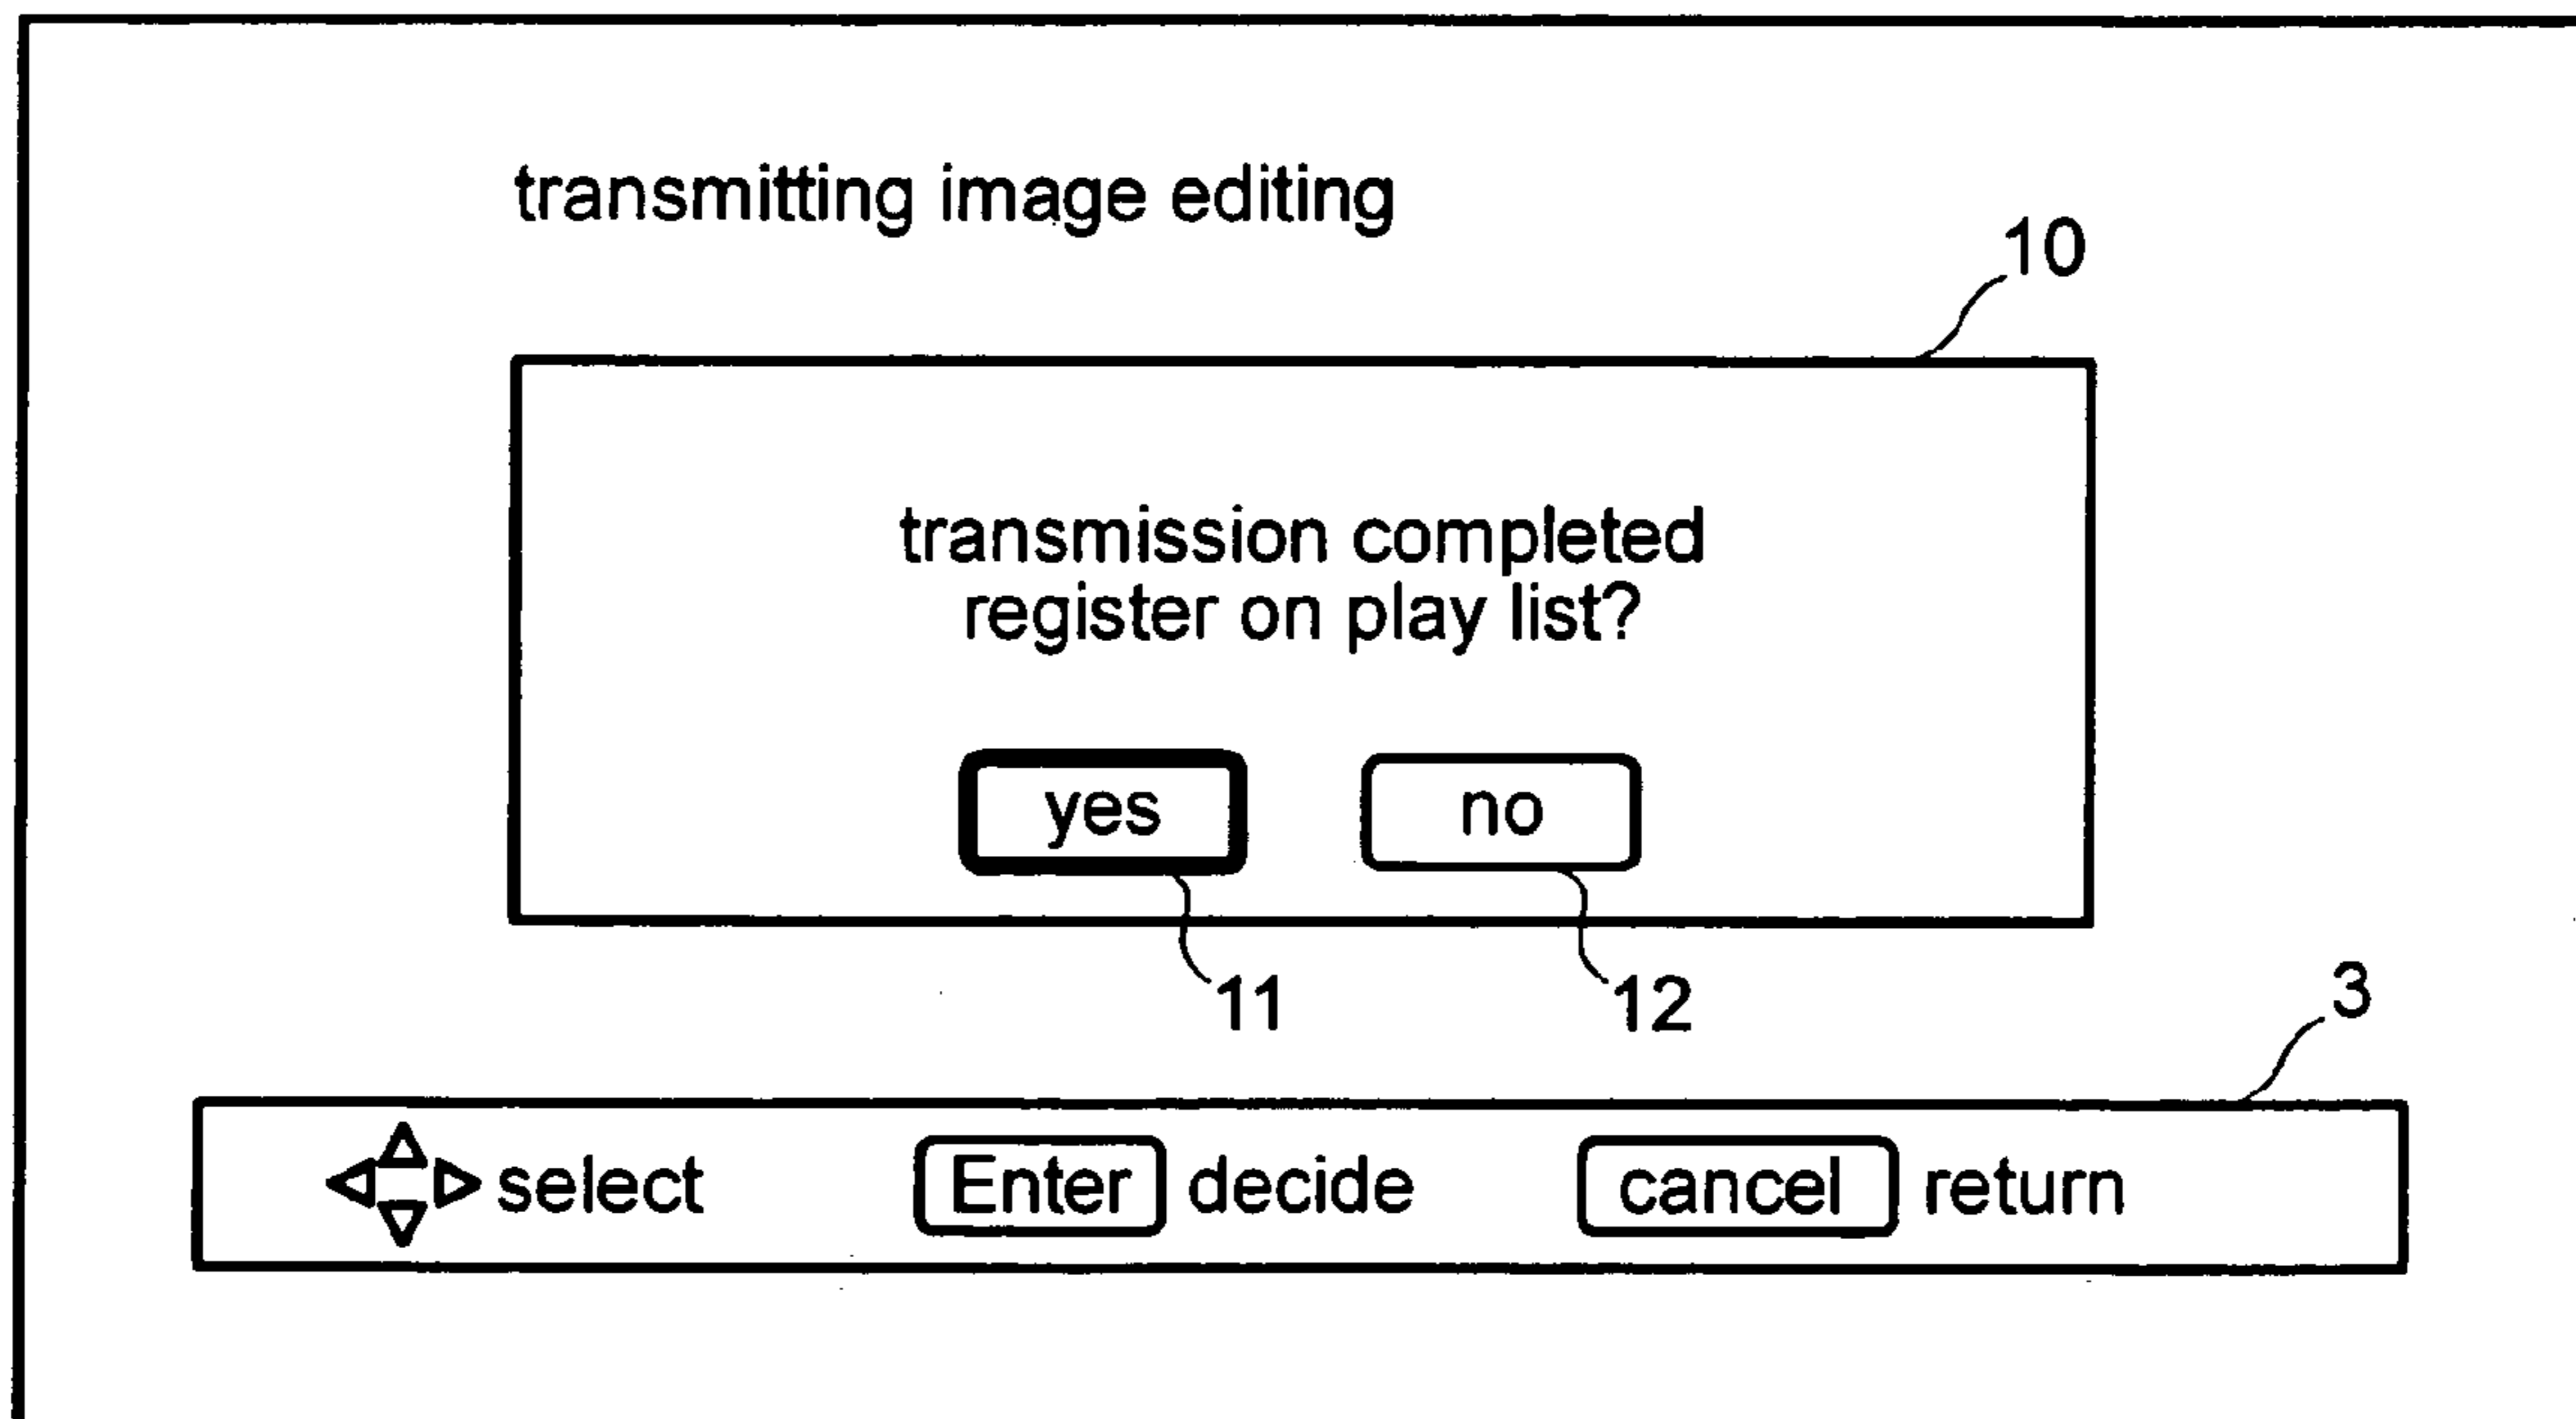 transmitting image editing
10
transmission completed
register on play list?
yes no
11 12
3
select Enter decide cancel return